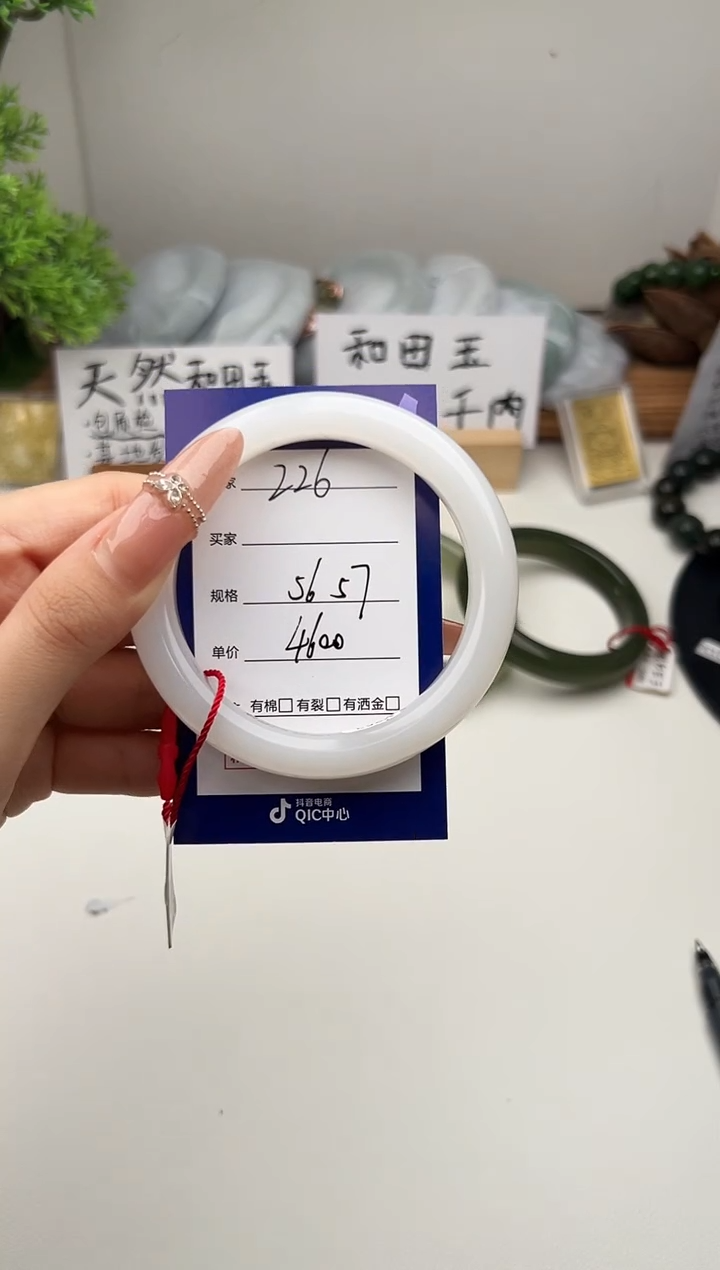 天然和田玉
和田玉
千内
家 226
买家
规格 56 57
单价 4600
有棉□ 有裂□ 有洒金□
抖音电商
QIC中心